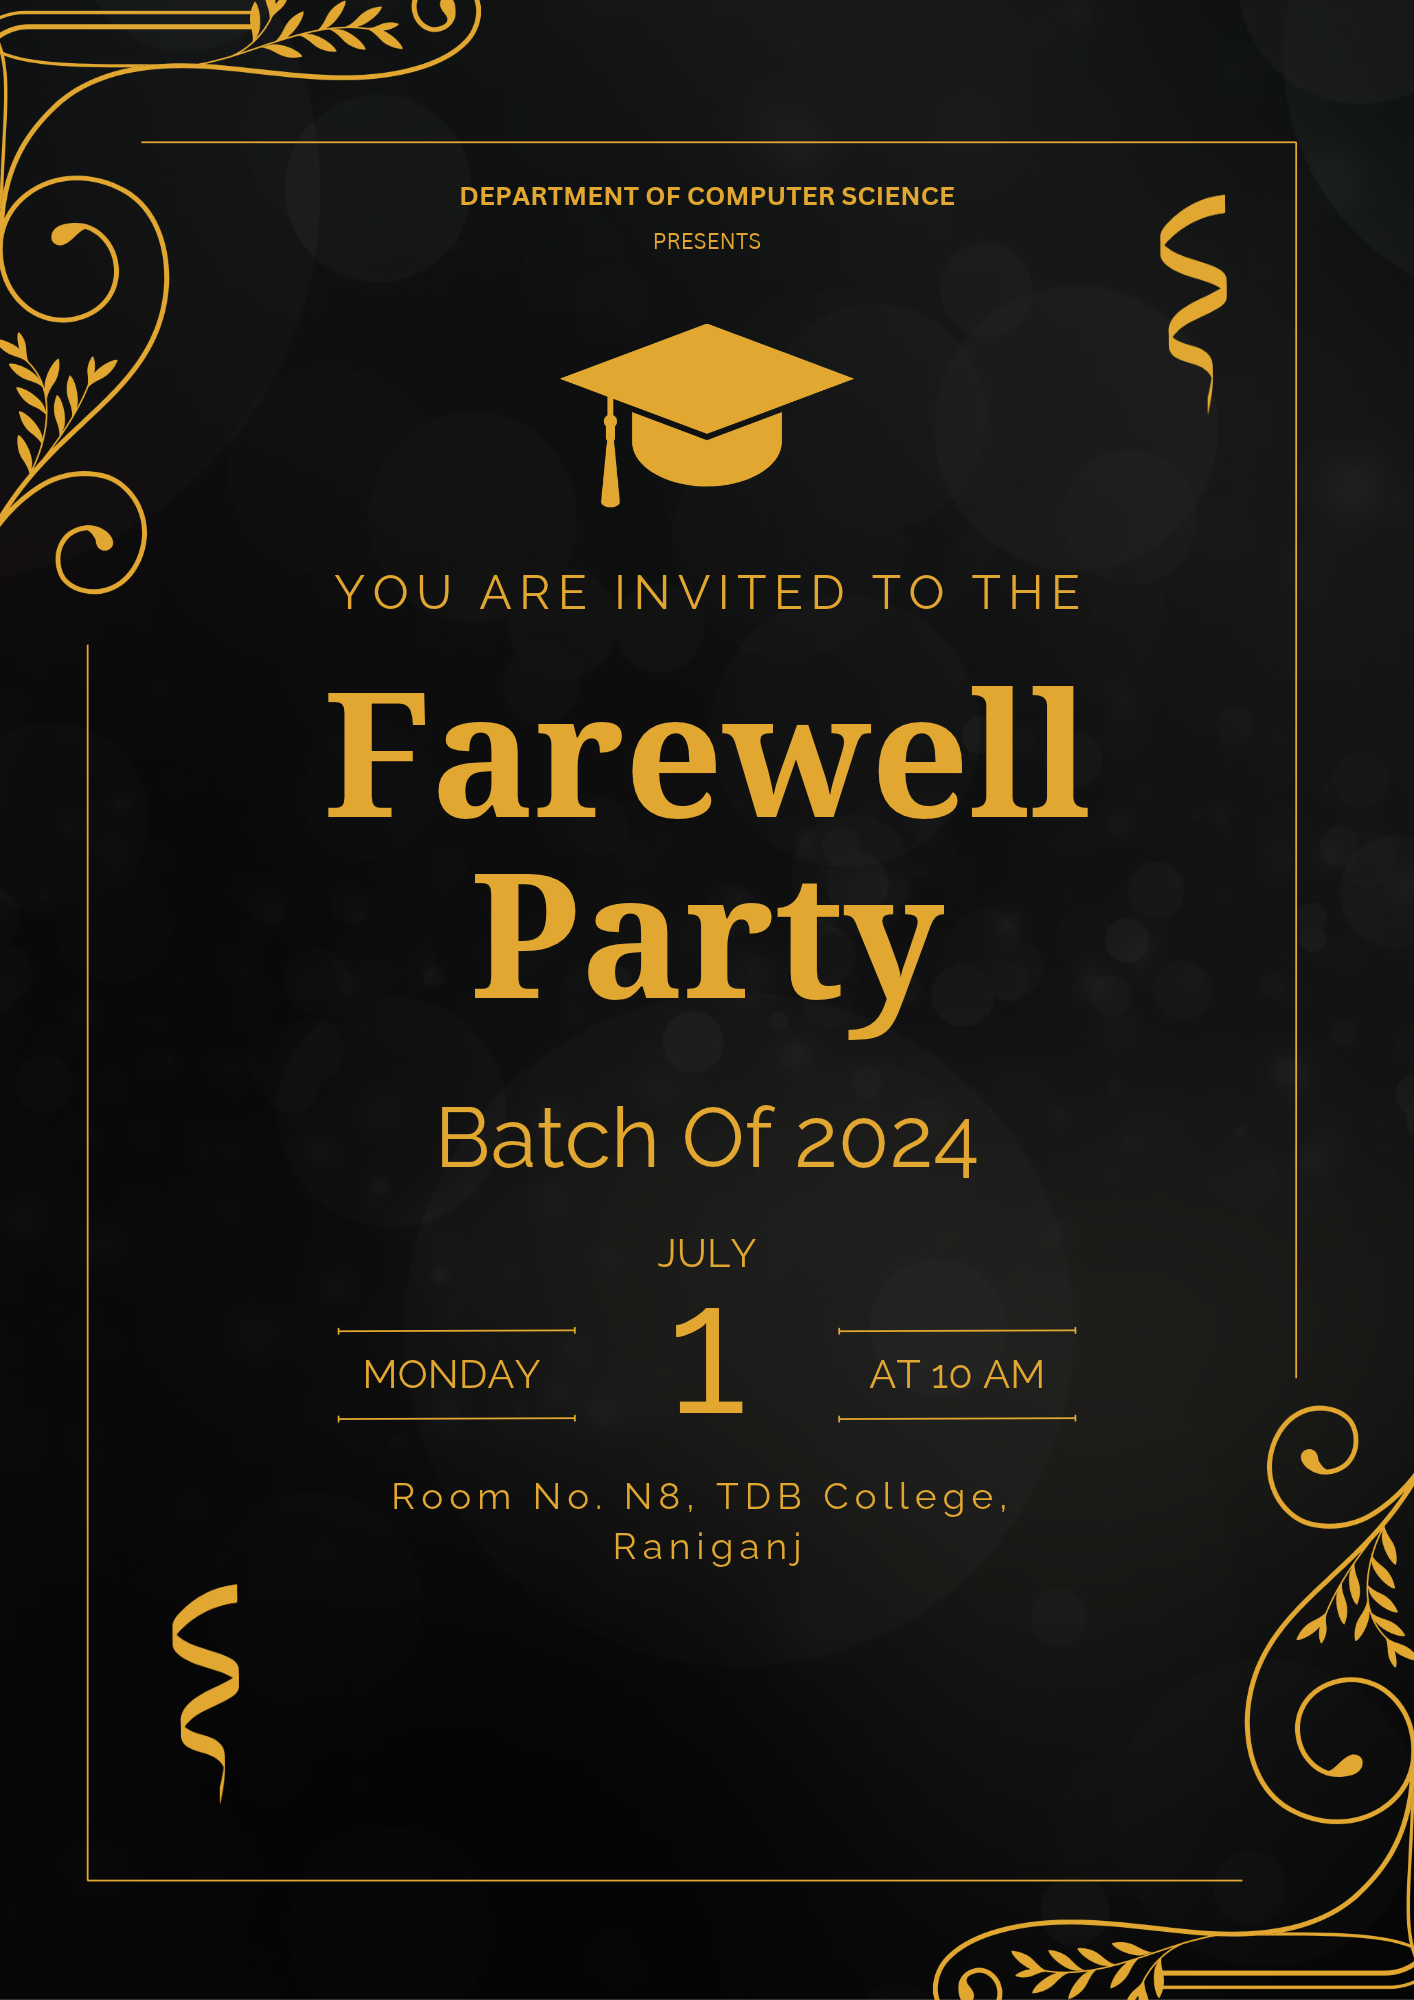 DEPARTMENT OF COMPUTER SCIENCE
PRESENTS
YOU ARE INVITED TO THE
Farewell
Party
Batch Of 2024
JULY
MONDAY
1
AT 10 AM
Room No. N8, TDB College,
Raniganj